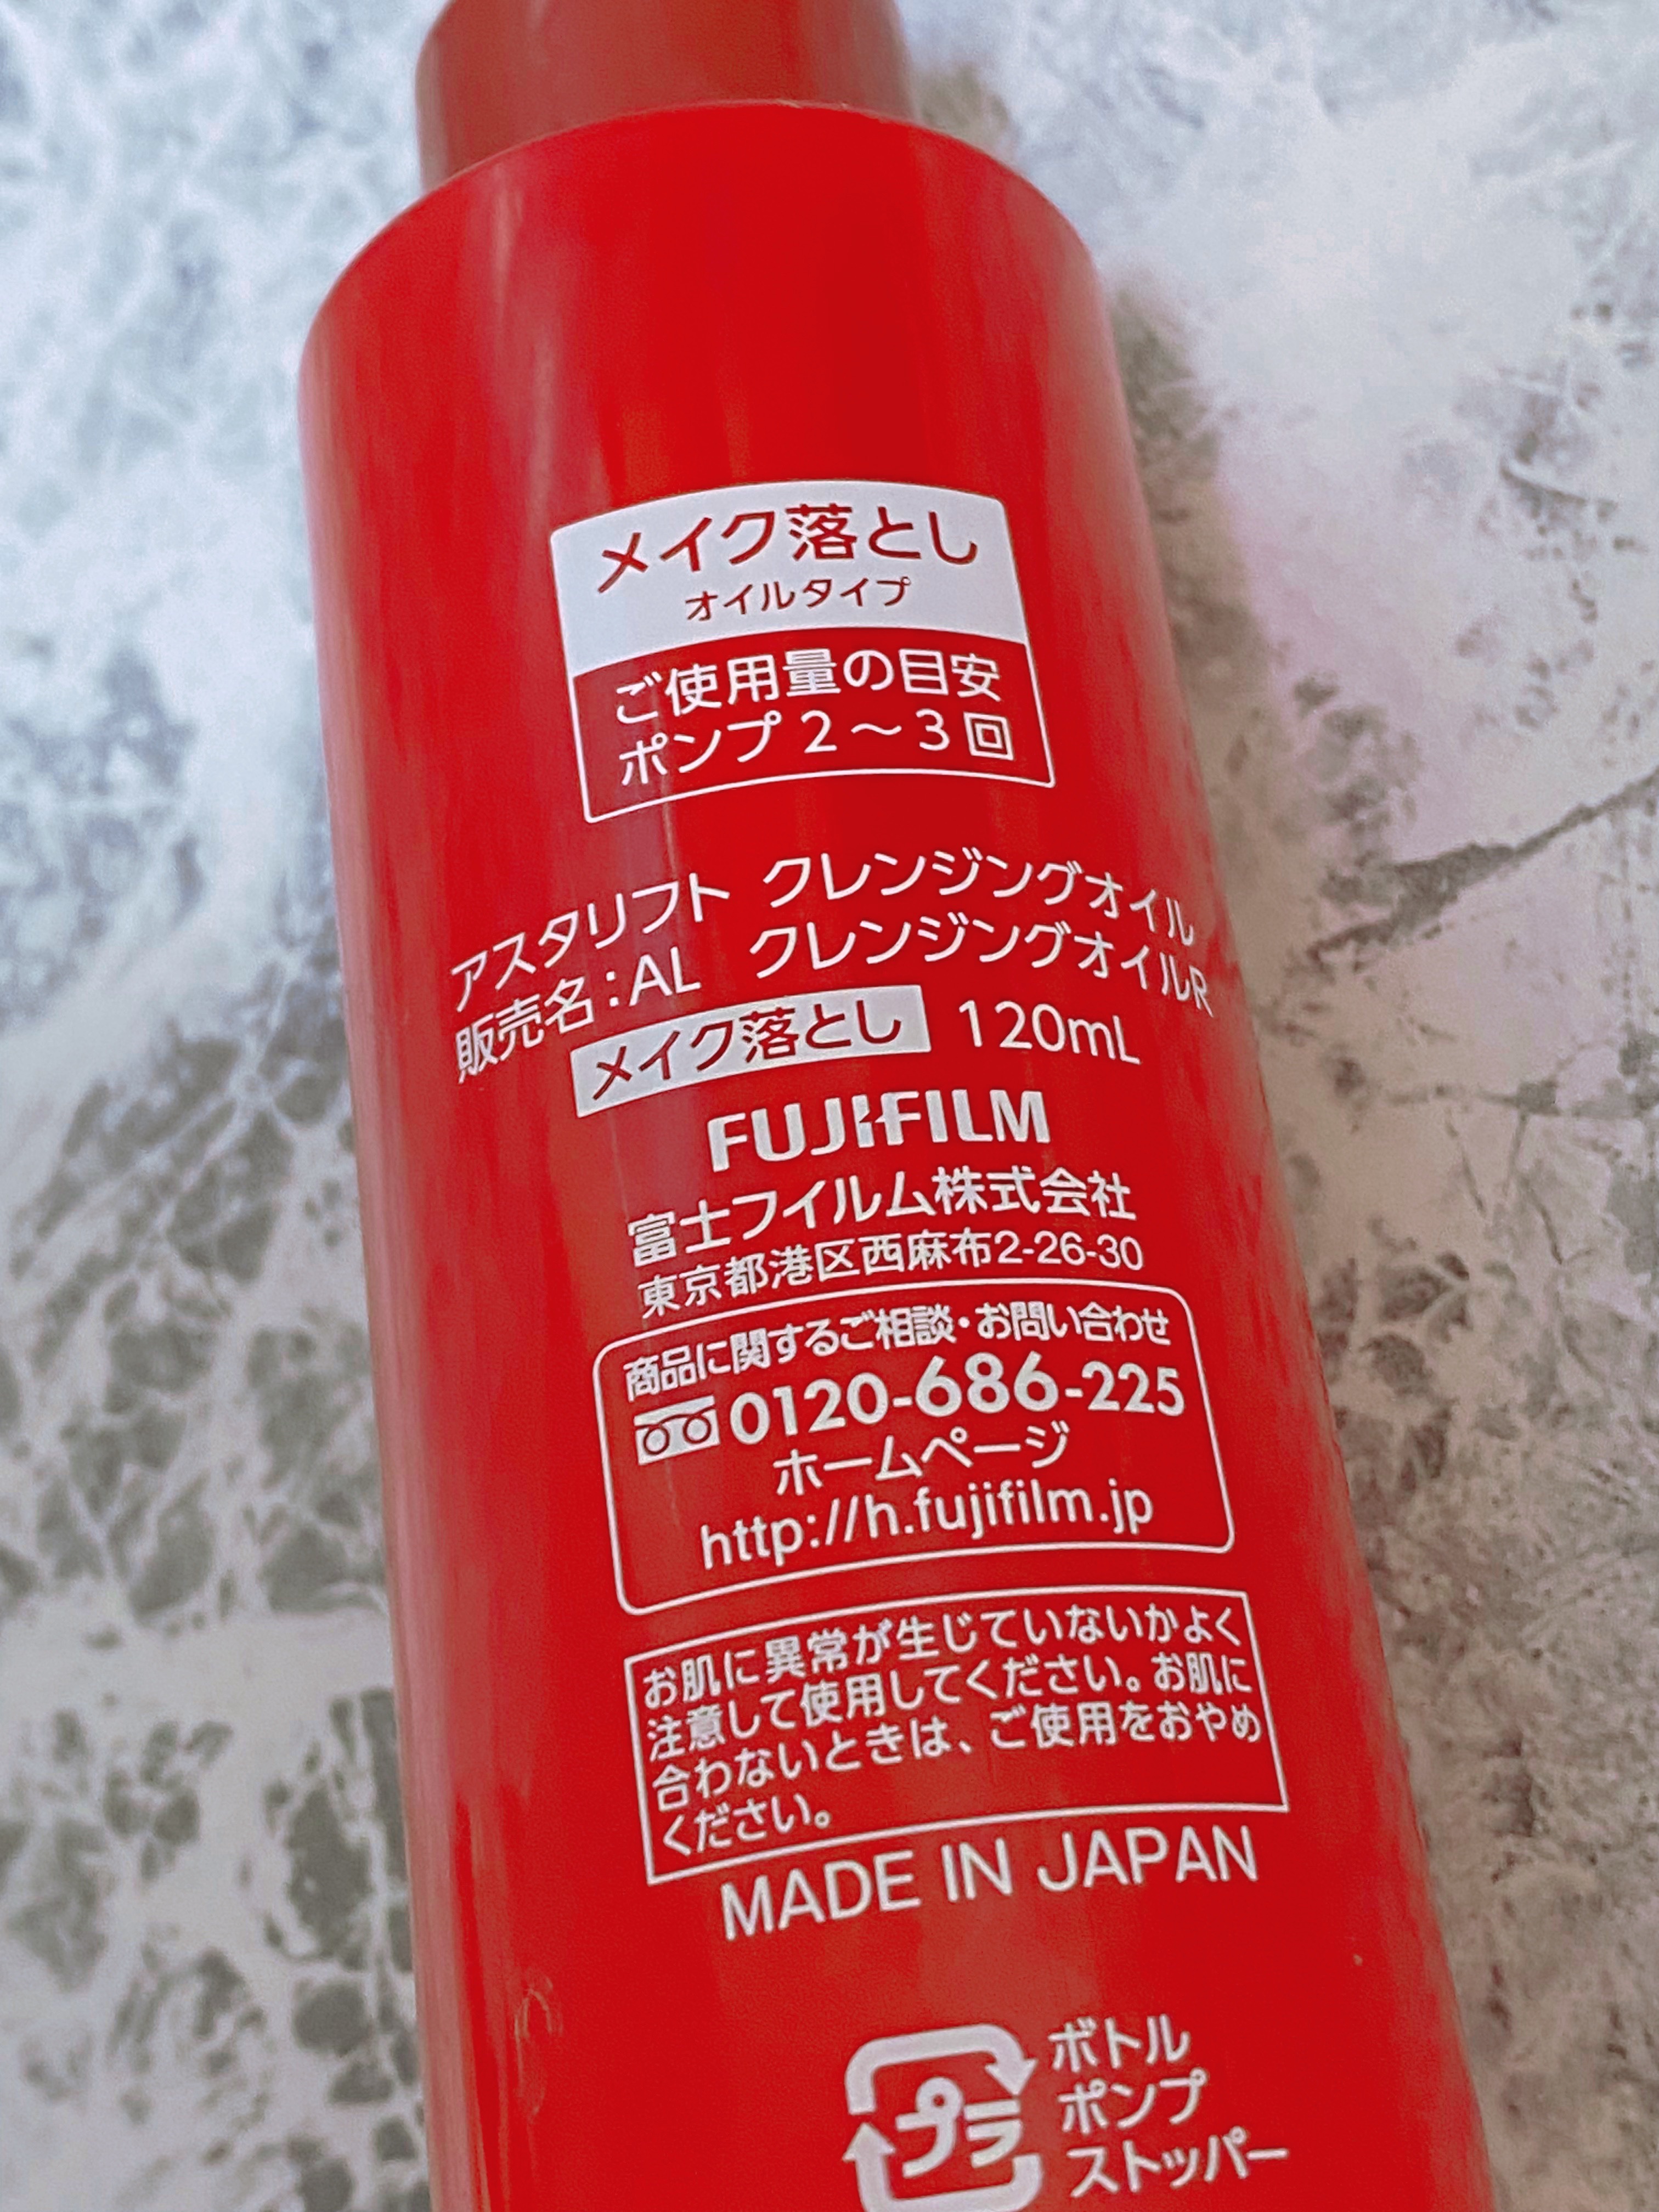 メイク落とし
オイルタイプ
ご使用量の目安
ポンプ2～3回
アスタリフト クレンジングオイル
販売名：AL クレンジングオイルR
メイク落とし 120mL
FUJIFILM
富士フイルム株式会社
東京都港区西麻布2-26-30
商品に関するご相談・お問い合わせ
0120-686-225
ホームページ
http://h.fujifilm.jp
お肌に異常が生じていないかよく
注意して使用してください。お肌に
合わないときは、ご使用をおやめ
ください。
MADE IN JAPAN
プラ
ボトル
ポンプ
ストッパー